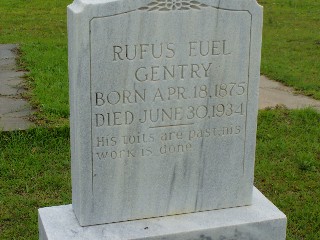 RUFUS EUEL
GENTRY
BORN APR.18,1875
DIED JUNE 30,1934
His toils are past, his
work is done